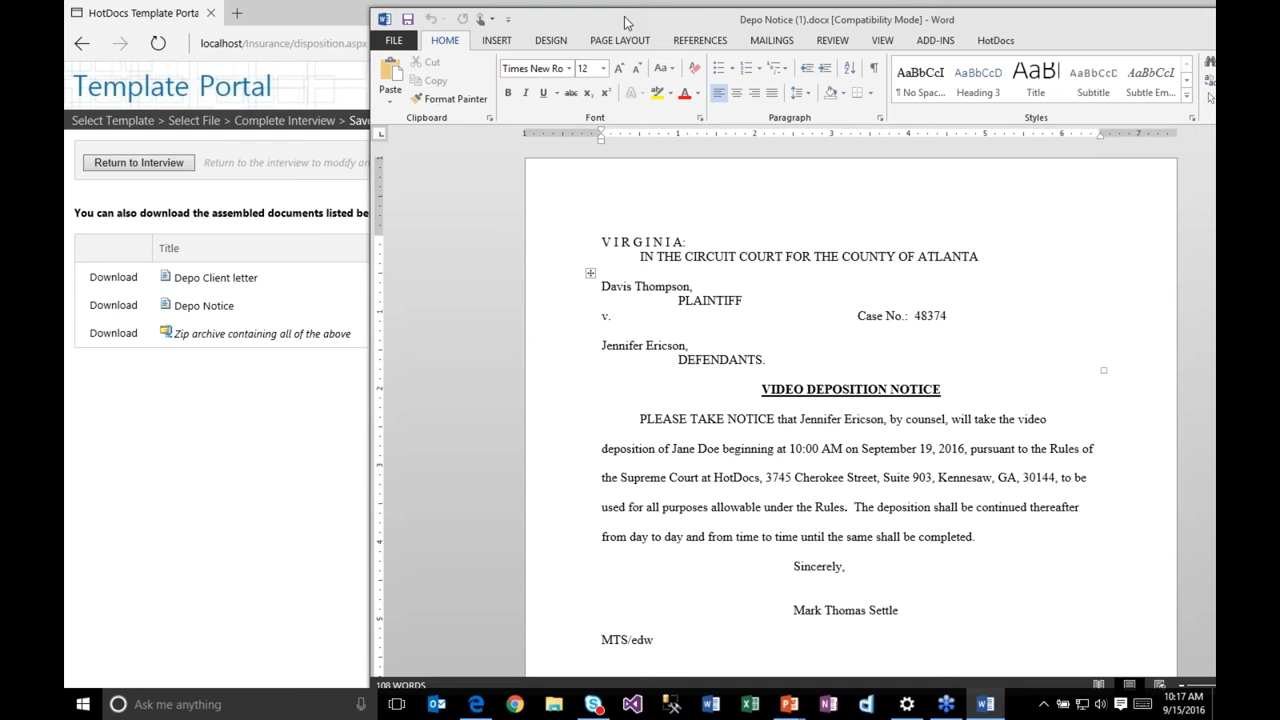 HotDocs Template Porta
Depo Notice (1).docx [Compatibility Mode] - Word
localhost/Insurance/disposition.aspx
FILE HOME INSERT DESIGN PAGE LAYOUT REFERENCES MAILINGS REVIEW VIEW ADD-INS HotDocs
Cut
Copy
Format Painter
Paste
Times New Ro 12
Clipboard Font Paragraph Styles
AaBbCcI AaBbCcD AaB AaBbCcD AaBbCcI
¶ No Spac... Heading 3 Title Subtitle Subtle Em...
Template Portal
Select Template > Select File > Complete Interview > Sav
Return to Interview Return to the interview to modify an
You can also download the assembled documents listed be
Title
Download Depo Client letter
Download Depo Notice
Download Zip archive containing all of the above
1 1 2 3 4 5 6 7
V I R G I N I A:
IN THE CIRCUIT COURT FOR THE COUNTY OF ATLANTA
Davis Thompson,
PLAINTIFF
v. Case No.: 48374
Jennifer Ericson,
DEFENDANTS.
VIDEO DEPOSITION NOTICE
PLEASE TAKE NOTICE that Jennifer Ericson, by counsel, will take the video
deposition of Jane Doe beginning at 10:00 AM on September 19, 2016, pursuant to the Rules of
the Supreme Court at HotDocs, 3745 Cherokee Street, Suite 903, Kennesaw, GA, 30144, to be
used for all purposes allowable under the Rules. The deposition shall be continued thereafter
from day to day and from time to time until the same shall be completed.
Sincerely,
Mark Thomas Settle
MTS/edw
108 WORDS
Ask me anything
10:17 AM
9/15/2016